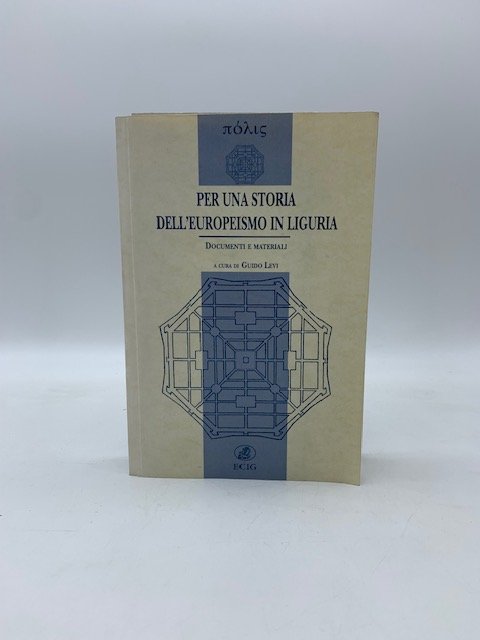 πόλις
PER UNA STORIA
DELL'EUROPEISMO IN LIGURIA
DOCUMENTI E MATERIALI
A CURA DI GUIDO LEVI
ECIG